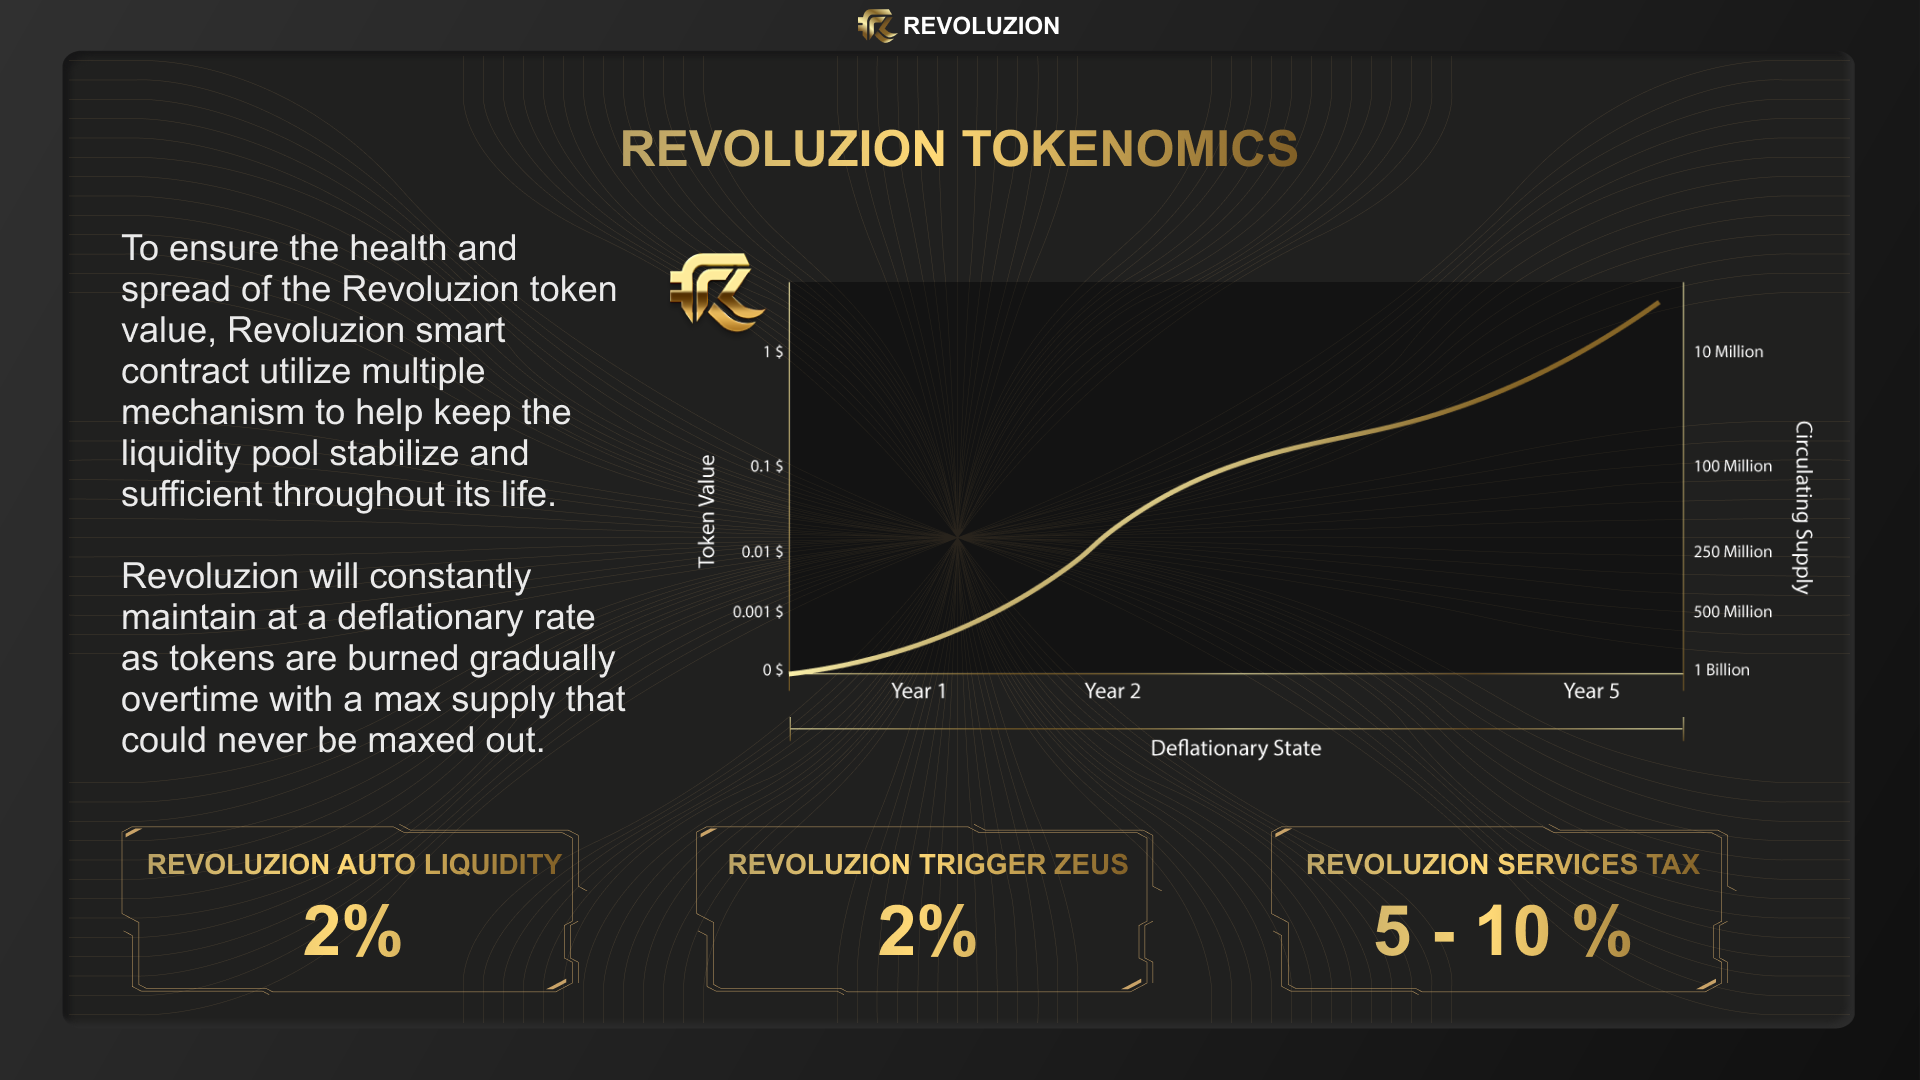 REVOLUZION
REVOLUZION TOKENOMICS
To ensure the health and
spread of the Revoluzion token
value, Revoluzion smart
contract utilize multiple
mechanism to help keep the
liquidity pool stabilize and
sufficient throughout its life.
Revoluzion will constantly
maintain at a deflationary rate
as tokens are burned gradually
overtime with a max supply that
could never be maxed out.
Token Value
1 $
0.1 $
0.01 $
0.001 $
0 $
10 Million
100 Million
250 Million
500 Million
1 Billion
Circulating Supply
Year 1
Year 2
Year 5
Deflationary State
REVOLUZION AUTO LIQUIDITY
2%
REVOLUZION TRIGGER ZEUS
2%
REVOLUZION SERVICES TAX
5 - 10 %